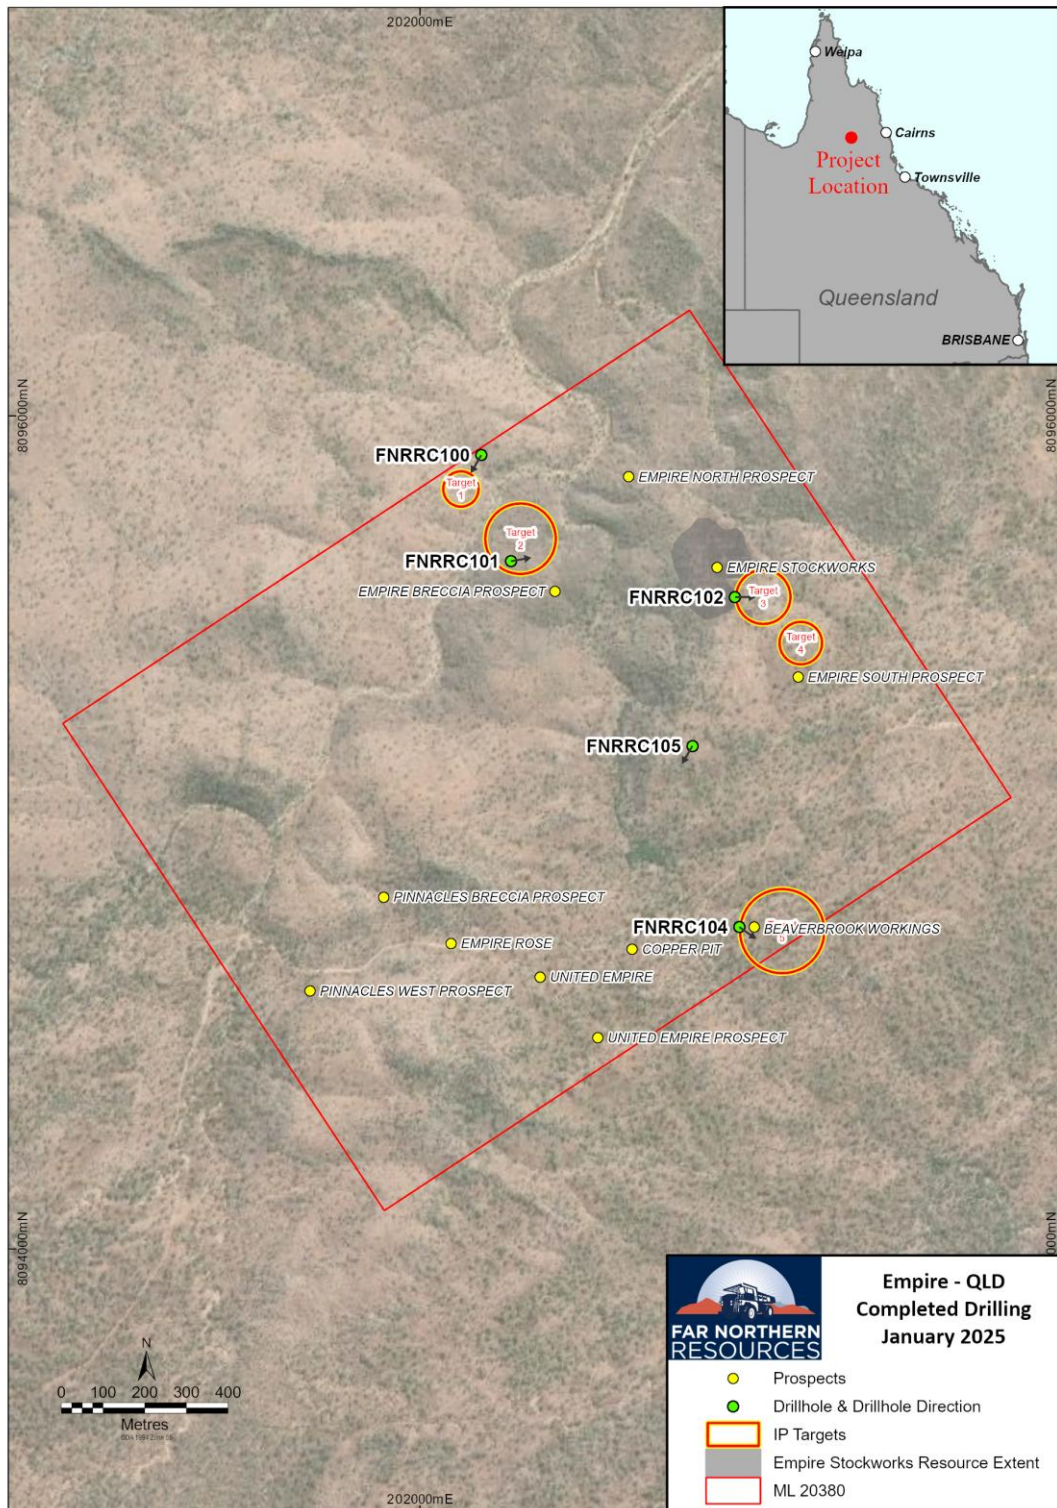 202000mE
Weipa
Cairns
Project
Location
Townsville
Queensland
BRISBANE
8096000mN
8096000mN
FNRRC100
EMPIRE NORTH PROSPECT
Target
1
Target
2
FNRRC101
EMPIRE STOCKWORKS
EMPIRE BRECCIA PROSPECT
FNRRC102
Target
3
Target
4
EMPIRE SOUTH PROSPECT
FNRRC105
PINNACLES BRECCIA PROSPECT
FNRRC104
BEAVERBROOK WORKINGS
5
EMPIRE ROSE
COPPER PIT
UNITED EMPIRE
PINNACLES WEST PROSPECT
UNITED EMPIRE PROSPECT
8094000mN
000mN
Empire - QLD
Completed Drilling
January 2025
FAR NORTHERN
RESOURCES
Prospects
Drillhole & Drillhole Direction
IP Targets
Empire Stockworks Resource Extent
ML 20380
N
0 100 200 300 400
Metres
202000mE